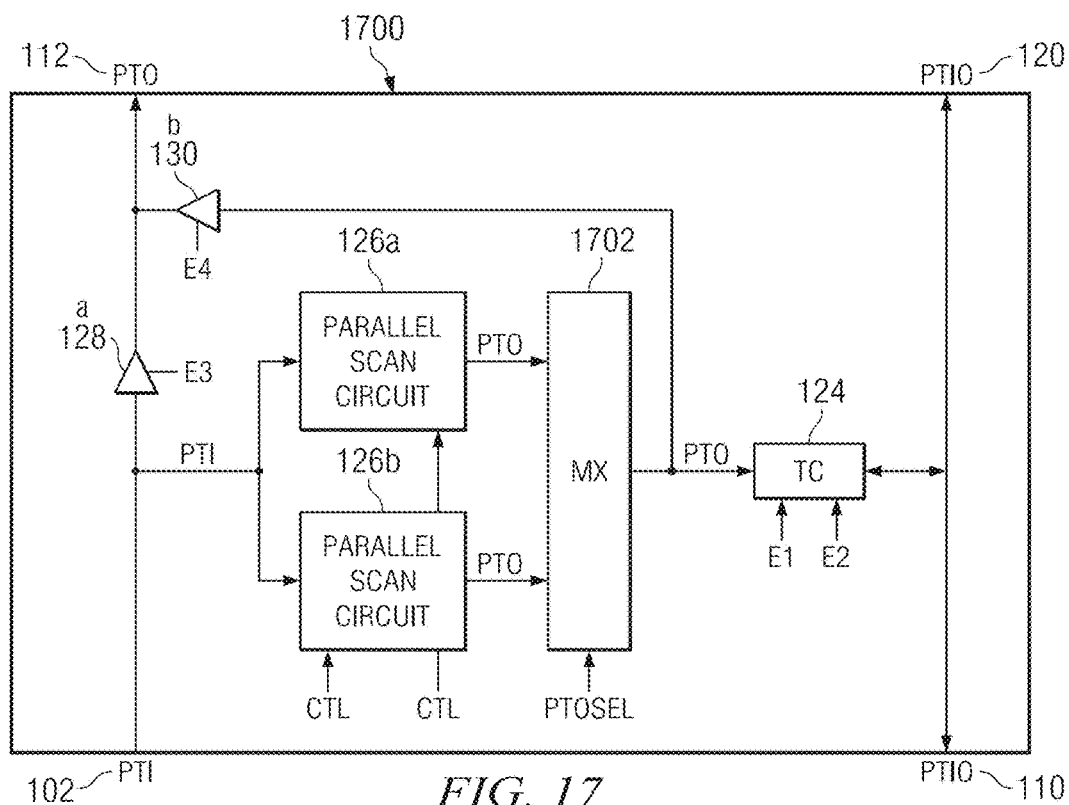 1700
112
PTO
PTIO
120
b
130
E4
126a
1702
a
128
E3
PARALLEL
SCAN
CIRCUIT
PTO
PTI
126b
MX
PTO
124
TC
PARALLEL
SCAN
CIRCUIT
PTO
E1
E2
CTL
CTL
PTOSEL
102
PTI
FIG. 17
PTIO
110